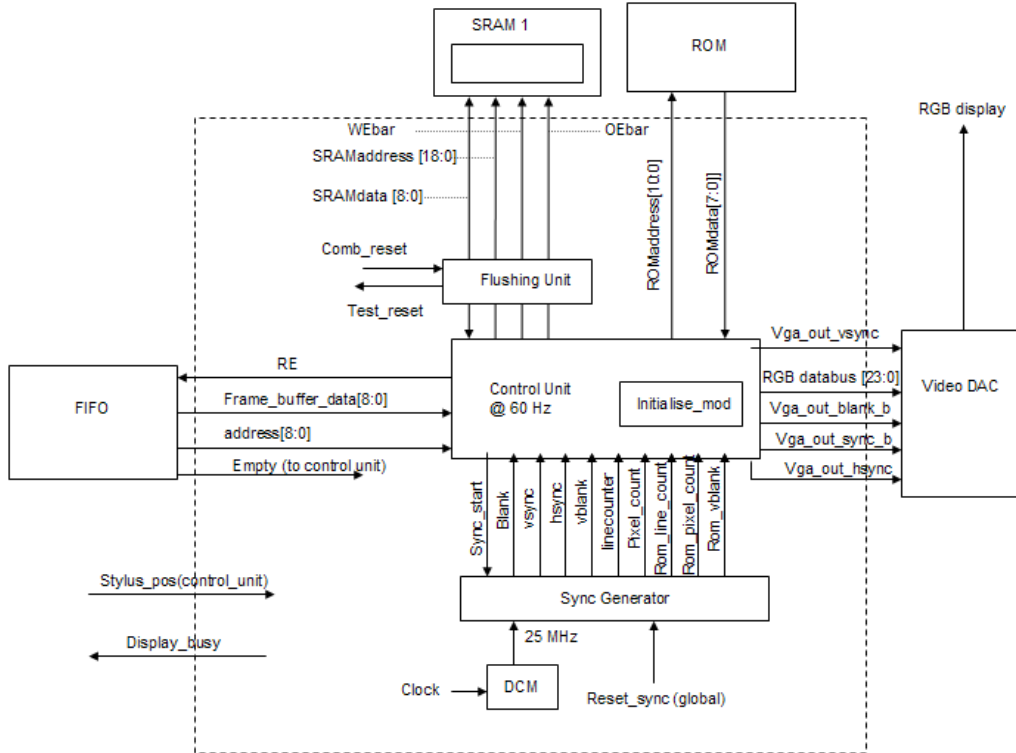 SRAM 1
ROM
RGB display
WEbar
OEbar
SRAMaddress [18:0]
SRAMdata [8:0]
ROMaddress[10:0]
ROMdata[7:0]]
Comb_reset
Flushing Unit
Test_reset
Vga_out_vsync
RE
RGB databus [23:0]
Video DAC
FIFO
Frame_buffer_data[8:0]
Control Unit
@ 60 Hz
Initialise_mod
Vga_out_blank_b
address[8:0]
Vga_out_sync_b
Empty (to control unit)
Vga_out_hsync
Sync_start
Blank
vsync
hsync
vblank
linecounter
Pixel_count
Rom_line_count
Rom_pixel_count
Rom_vblank
Stylus_pos(control_unit)
Sync Generator
Display_busy
25 MHz
Clock
DCM
Reset_sync (global)